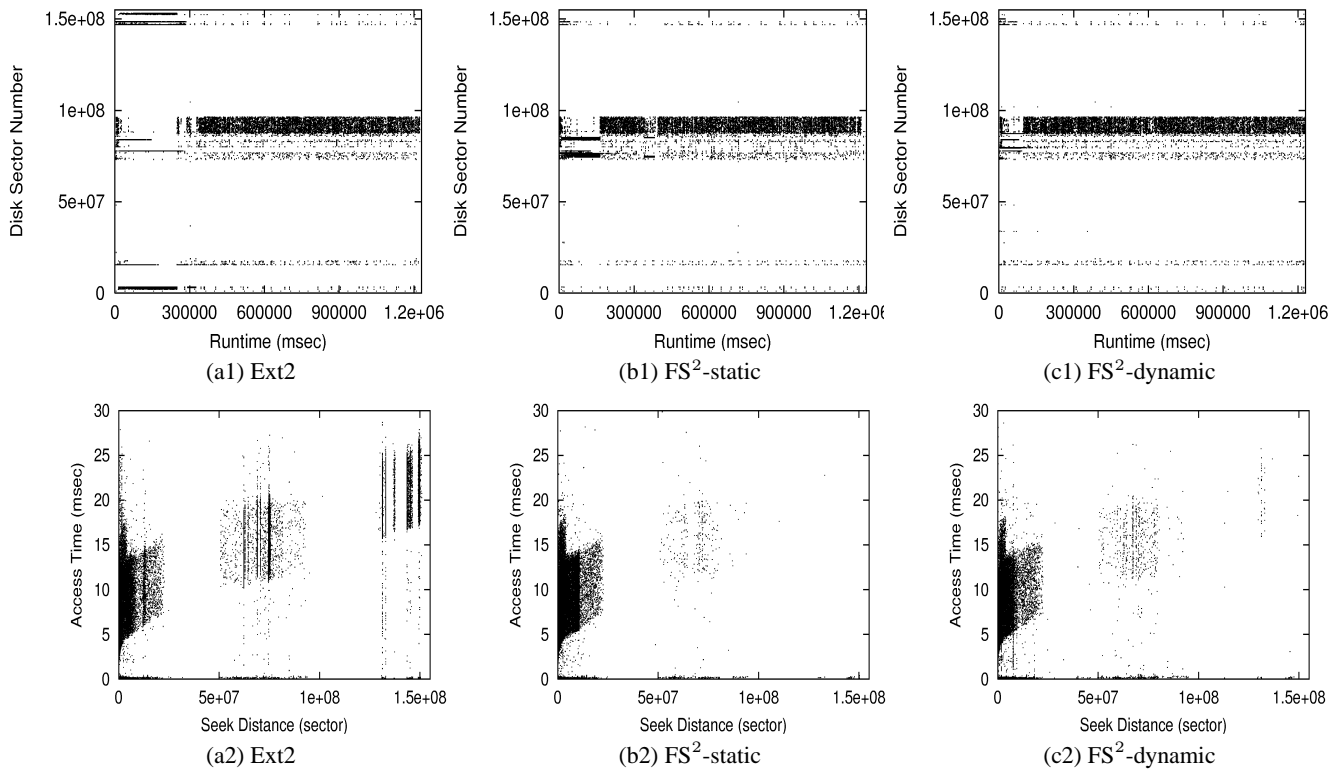 1.5e+08
1e+08
5e+07
0
Disk Sector Number
0 300000 600000 900000 1.2e+06
Runtime (msec)
(a1) Ext2
1.5e+08
1e+08
5e+07
0
Disk Sector Number
0 300000 600000 900000 1.2e+0
Runtime (msec)
(b1) FS²-static
1.5e+08
1e+08
5e+07
0
Disk Sector Number
0 300000 600000 900000 1.2e+06
Runtime (msec)
(c1) FS²-dynamic
30
25
20
15
10
5
0
Access Time (msec)
0 5e+07 1e+08 1.5e+08
Seek Distance (sector)
(a2) Ext2
30
25
20
15
10
5
0
Access Time (msec)
0 5e+07 1e+08 1.5e+08
Seek Distance (sector)
(b2) FS²-static
30
25
20
15
10
5
0
Access Time (msec)
0 5e+07 1e+08 1.5e+08
Seek Distance (sector)
(c2) FS²-dynamic